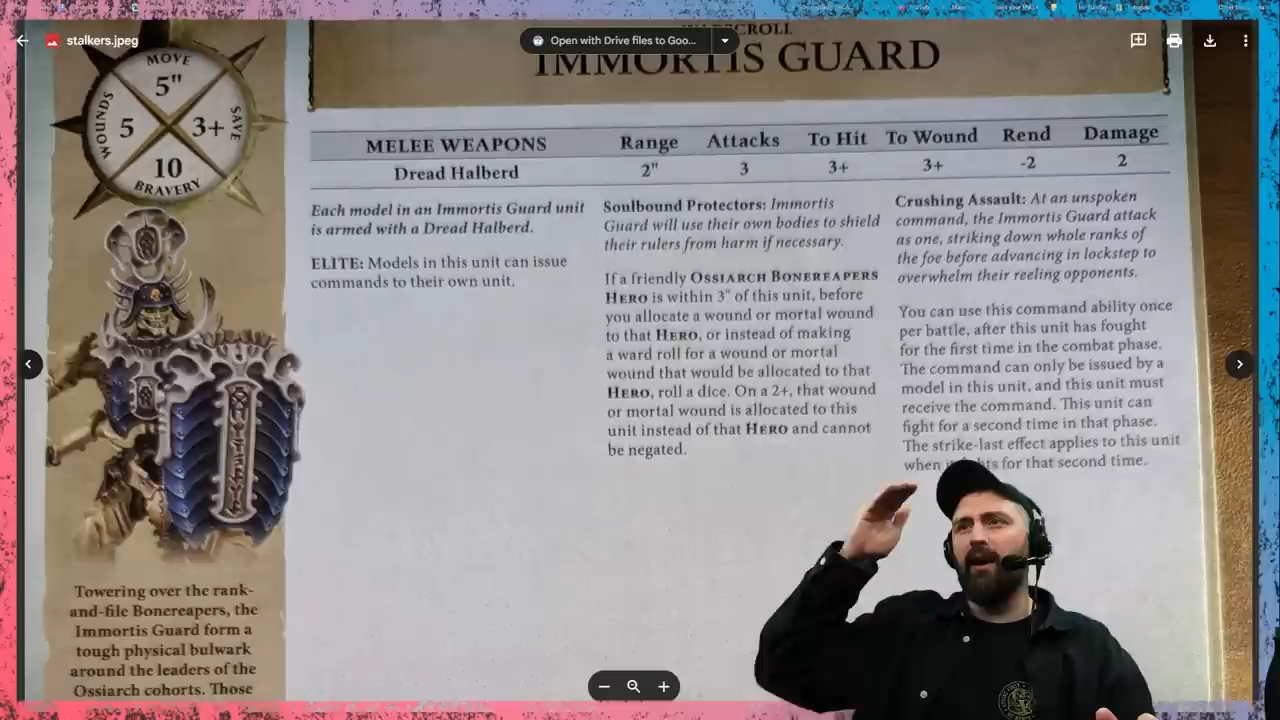 stalkers.jpeg
Open with Drive files to Goo...
IMMORTIS GUARD
MOVE
5"
WOUNDS
5
3+
SAVE
10
BRAVERY
MELEE WEAPONS Range Attacks To Hit To Wound Rend Damage
Dread Halberd 2" 3 3+ 3+ -2 2
Each model in an Immortis Guard unit
is armed with a Dread Halberd.
ELITE: Models in this unit can issue
commands to their own unit.
Soulbound Protectors: Immortis
Guard will use their own bodies to shield
their rulers from harm if necessary.
If a friendly OSSIARCH BONEREAPERS
HERO is within 3" of this unit, before
you allocate a wound or mortal wound
to that HERO, or instead of making
a ward roll for a wound or mortal
wound that would be allocated to that
HERO, roll a dice. On a 2+, that wound
or mortal wound is allocated to this
unit instead of that HERO and cannot
be negated.
Crushing Assault: At an unspoken
command, the Immortis Guard attack
as one, striking down whole ranks of
the foe before advancing in lockstep to
overwhelm their reeling opponents.
You can use this command ability once
per battle, after this unit has fought
for the first time in the combat phase.
The command can only be issued by a
model in this unit, and this unit must
receive the command. This unit can
fight for a second time in that phase.
The strike-last effect applies to this unit
when for that second time.
Towering over the rank-
and-file Bonereapers, the
Immortis Guard form a
tough physical bulwark
around the leaders of the
Ossiarch cohorts. Those